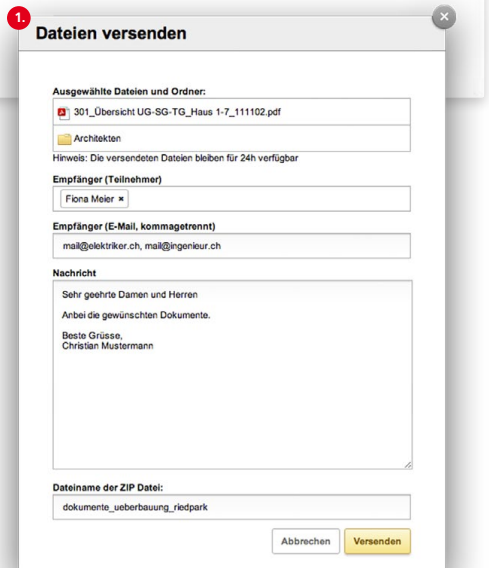 1.
Dateien versenden
Ausgewählte Dateien und Ordner:
301_Übersicht UG-SG-TG_Haus 1-7_111102.pdf
Architekten
Hinweis: Die versendeten Dateien bleiben für 24h verfügbar
Empfänger (Teilnehmer)
Fiona Meier ×
Empfänger (E-Mail, kommagetrennt)
mail@elektriker.ch, mail@ingenieur.ch
Nachricht
Sehr geehrte Damen und Herren
Anbei die gewünschten Dokumente.
Beste Grüsse,
Christian Mustermann
Dateiname der ZIP Datei:
dokumente_ueberbauung_riedpark
Abbrechen Versenden